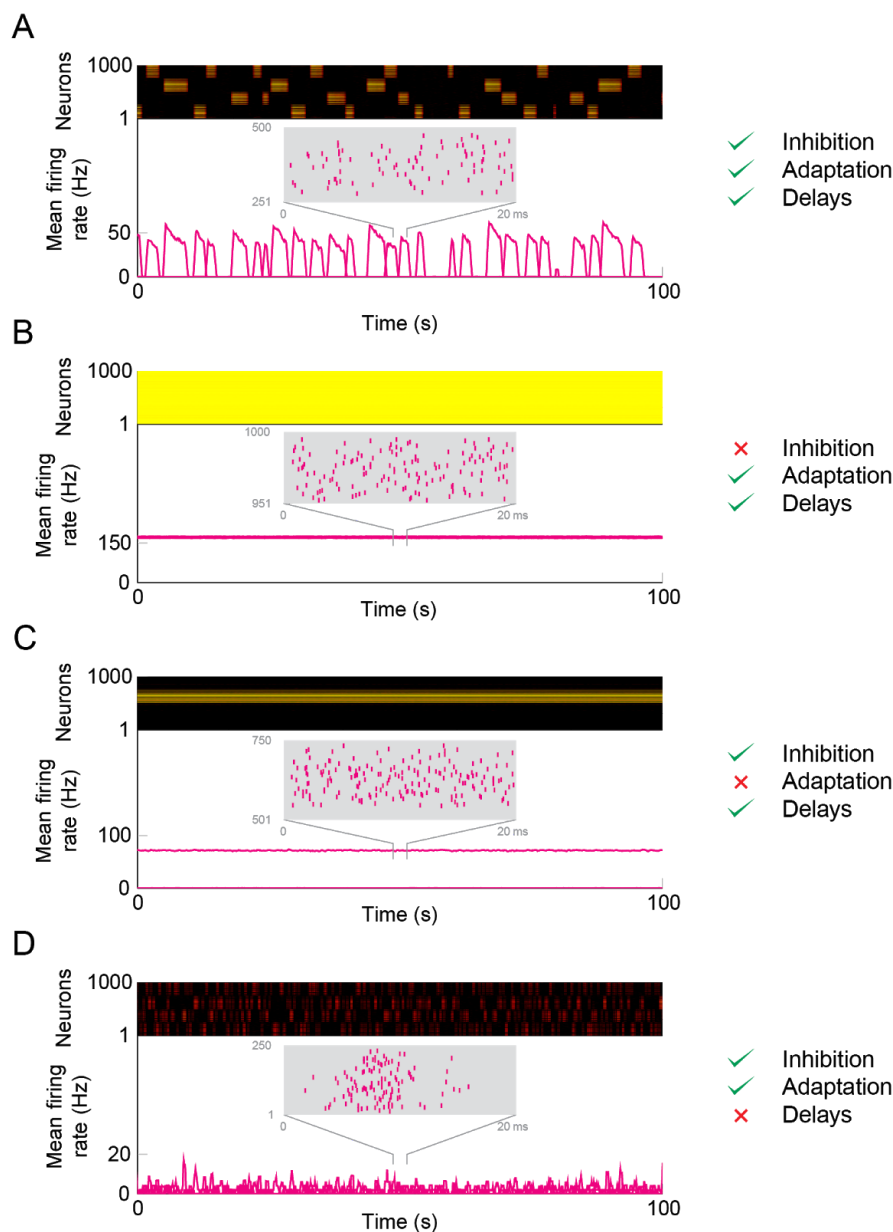 A
1000
Neurons
1
500
251
0
20 ms
Mean firing
rate (Hz)
50
0
0
100
Time (s)
Inhibition
Adaptation
Delays
B
1000
Neurons
1
1000
951
0
20 ms
Mean firing
rate (Hz)
150
0
0
100
Time (s)
Inhibition
Adaptation
Delays
C
1000
Neurons
1
750
501
0
20 ms
Mean firing
rate (Hz)
100
0
0
100
Time (s)
Inhibition
Adaptation
Delays
D
1000
Neurons
1
250
1
0
20 ms
Mean firing
rate (Hz)
20
0
0
100
Time (s)
Inhibition
Adaptation
Delays